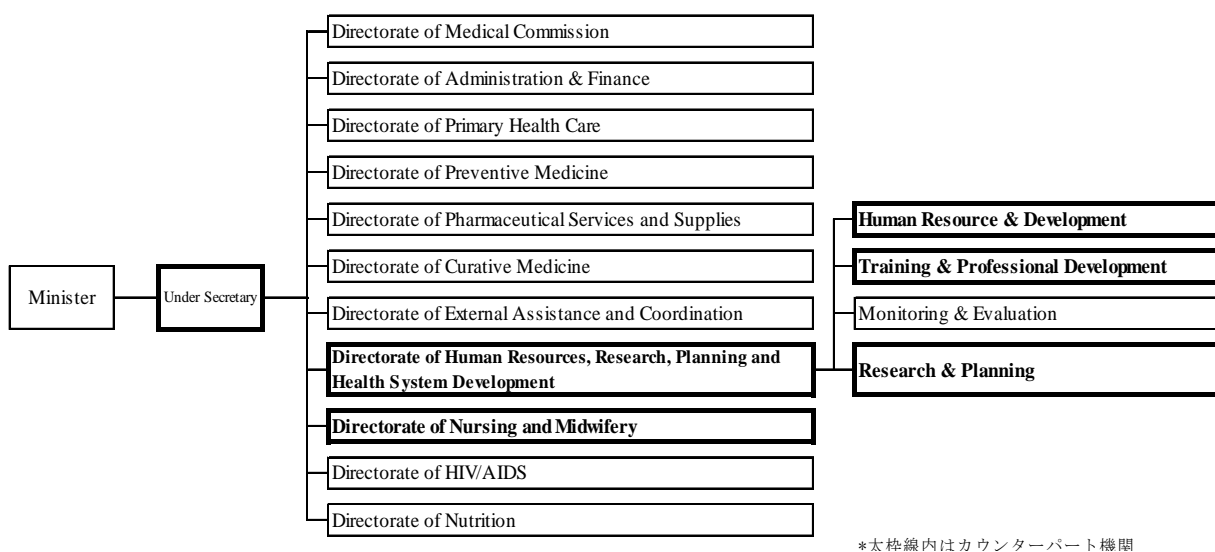 Directorate of Medical Commission
Directorate of Administration & Finance
Directorate of Primary Health Care
Directorate of Preventive Medicine
Directorate of Pharmaceutical Services and Supplies
Directorate of Curative Medicine
Directorate of External Assistance and Coordination
Directorate of Human Resources, Research, Planning and
Health System Development
Directorate of Nursing and Midwifery
Directorate of HIV/AIDS
Directorate of Nutrition
Minister
Under Secretary
Human Resource & Development
Training & Professional Development
Monitoring & Evaluation
Research & Planning
*太枠線内はカウンターパート機関